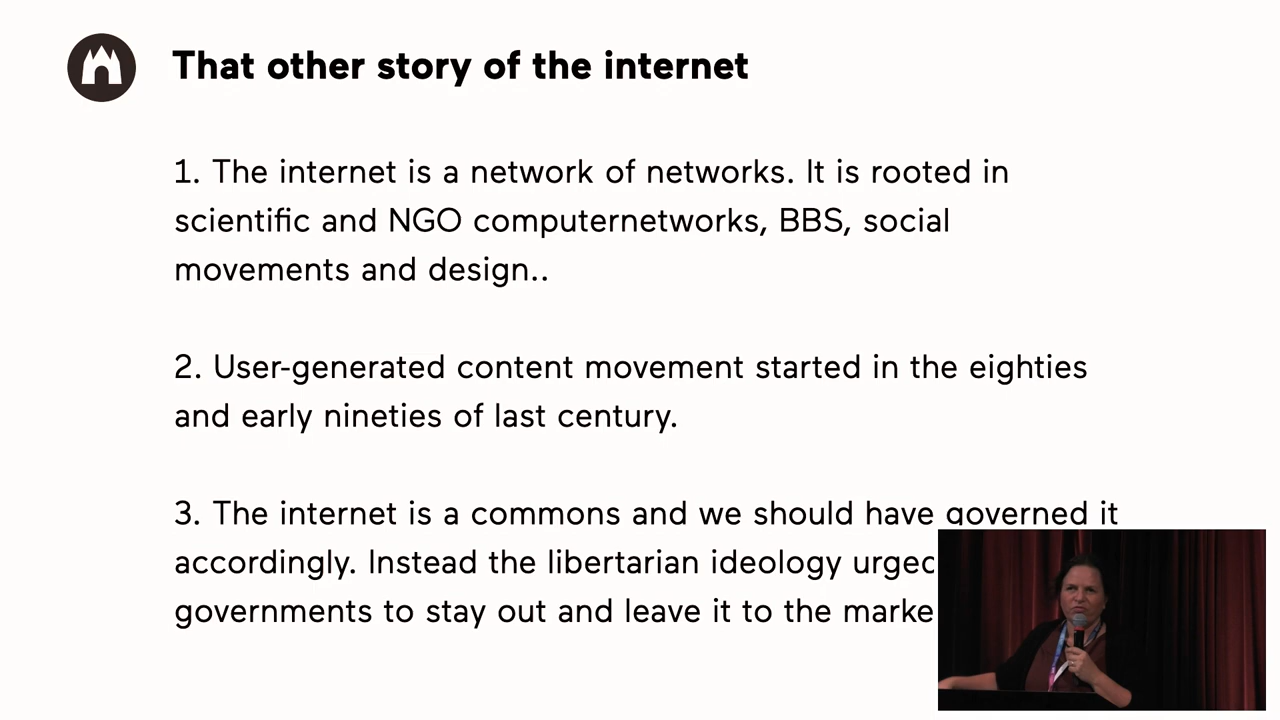 That other story of the internet
1. The internet is a network of networks. It is rooted in
scientific and NGO computernetworks, BBS, social
movements and design..
2. User-generated content movement started in the eighties
and early nineties of last century.
3. The internet is a commons and we should have governed it
accordingly. Instead the libertarian ideology
governments to stay out and leave it to the